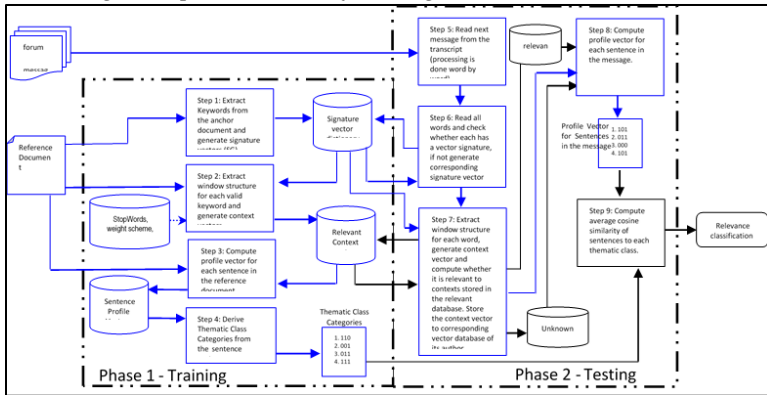 forum
Reference
Documen
t
StopWords,
weight scheme,
Sentence
Profile
Step 1: Extract
Keywords from
the anchor
document and
generate signature
Step 2: Extract
window structure
for each valid
keyword and
generate context
Step 3: Compute
profile vector for
each sentence in
the reference
document
Step 4: Derive
Thematic Class
Categories from
the sentence
Signature
vector
Relevant
Context
Thematic Class
Categories
1. 110
2. 001
3. 011
4. 111
Phase 1 - Training
Step 5: Read next
message from the
transcript
(processing is
done word by
word)
Step 6: Read all
words and check
whether each has
a vector signature,
if not generate
corresponding
signature vector
Step 7: Extract
window structure
for each word,
generate context
vector and
compute whether
it is relevant to
contexts stored in
the relevant
database. Store
the context vector
to corresponding
vector database of
its author
relevan
Unknown
Step 8: Compute
profile vector for
each sentence in
the message.
Profile Vector
for Sentences
in the message
1. 101
2. 011
3. 000
4. 101
Step 9: Compute
average cosine
similarity of
sentences to each
thematic class.
Relevance
classification
Phase 2 - Testing